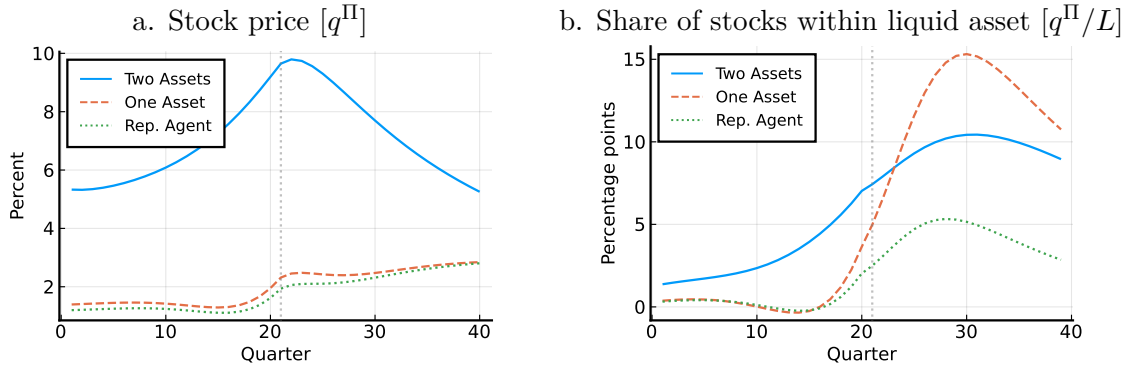 a. Stock price [q^Π]
10
8
6
4
2
Percent
Two Assets
One Asset
Rep. Agent
0 10 20 30 40
Quarter
b. Share of stocks within liquid asset [q^Π/L]
15
10
5
0
Percentage points
Two Assets
One Asset
Rep. Agent
0 10 20 30 40
Quarter